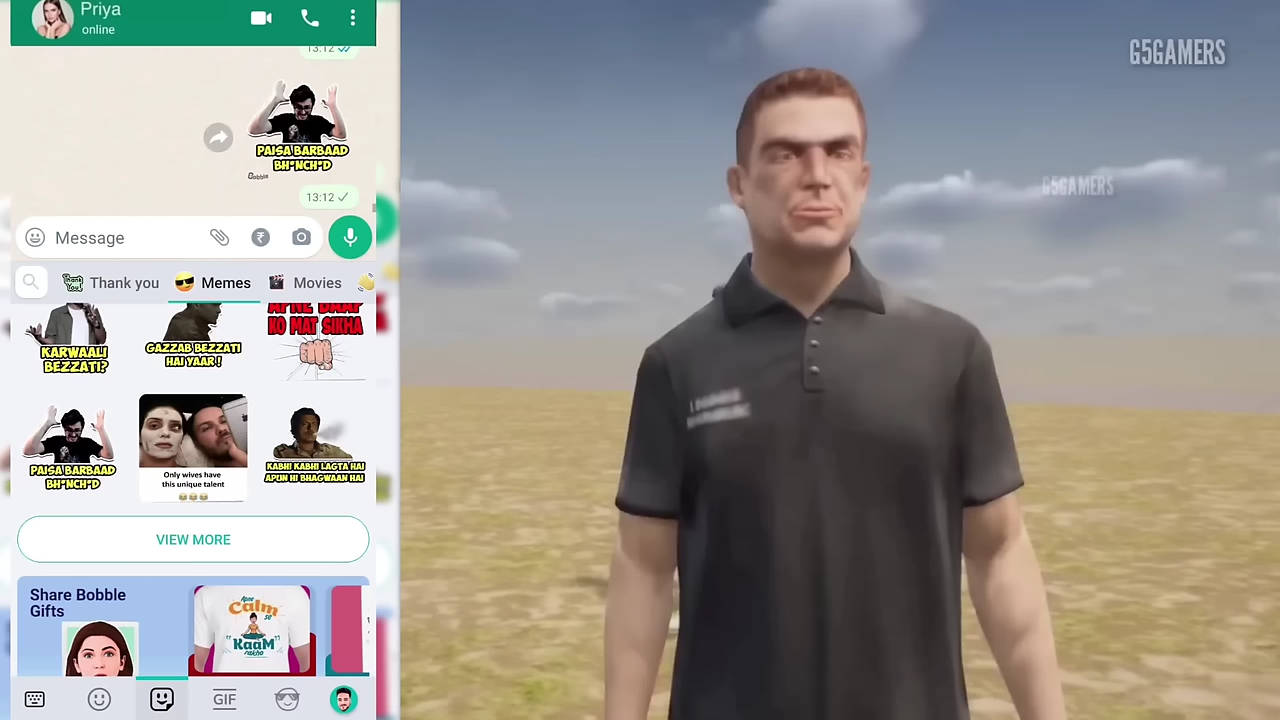 Priya
online
13:12
PAISA BARBAAD
BH*NCH*D
Bobble
13:12
Message
₹
Thank you
Memes
Movies
KARWAALI
BEZZATI?
GAZZAB BEZZATI
HAI YAAR !
APNE BAAP
KO MAT SIKHA
PAISA BARBAAD
BH*NCH*D
Only wives have
this unique talent
KABHI KABHI LAGTA HAI
APUN HI BHAGWAAN HAI
VIEW MORE
Share Bobble
Gifts
Apne
Calm
se
"KaaM"
rakho
GIF
G5GAMERS
G5GAMERS